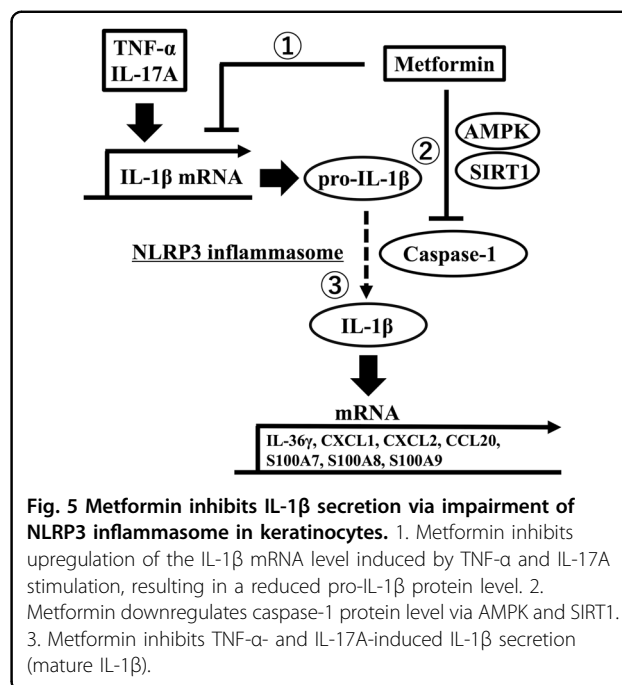 ①
TNF-α
IL-17A
Metformin
AMPK
②
SIRT1
IL-1β mRNA
pro-IL-1β
NLRP3 inflammasome
Caspase-1
③
IL-1β
mRNA
IL-36γ, CXCL1, CXCL2, CCL20,
S100A7, S100A8, S100A9
Fig. 5 Metformin inhibits IL-1β secretion via impairment of
NLRP3 inflammasome in keratinocytes. 1. Metformin inhibits
upregulation of the IL-1β mRNA level induced by TNF-α and IL-17A
stimulation, resulting in a reduced pro-IL-1β protein level. 2.
Metformin downregulates caspase-1 protein level via AMPK and SIRT1.
3. Metformin inhibits TNF-α- and IL-17A-induced IL-1β secretion
(mature IL-1β).